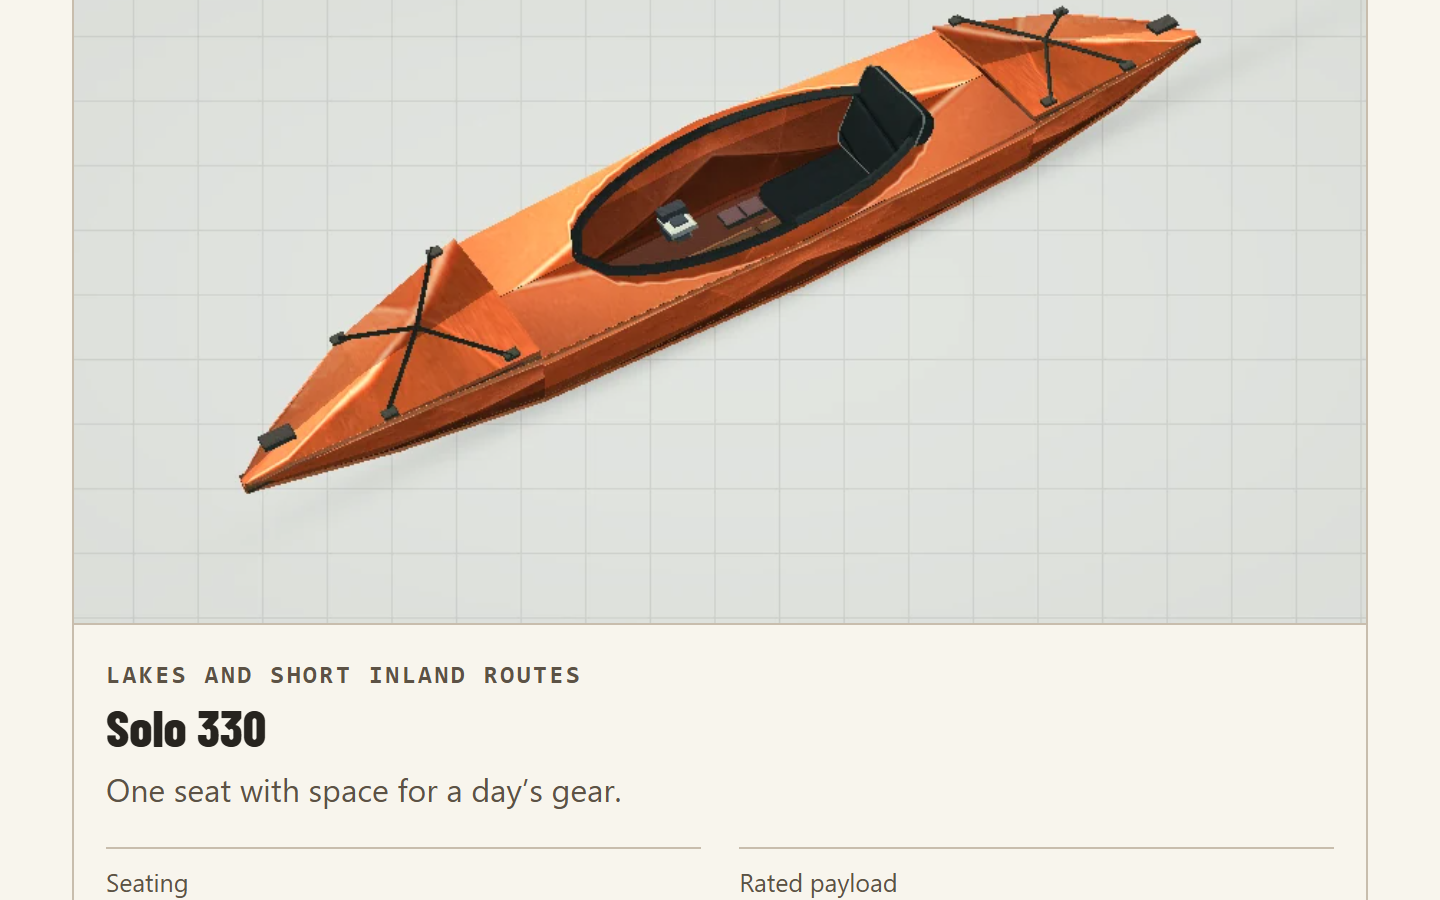 LAKES AND SHORT INLAND ROUTES
Solo 330
One seat with space for a day’s gear.
Seating
Rated payload